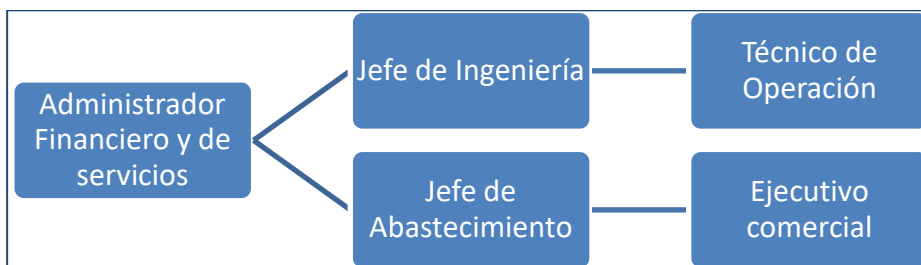 Administrador
Financiero y de
servicios
Jefe de Ingeniería
Técnico de
Operación
Jefe de
Abastecimiento
Ejecutivo
comercial